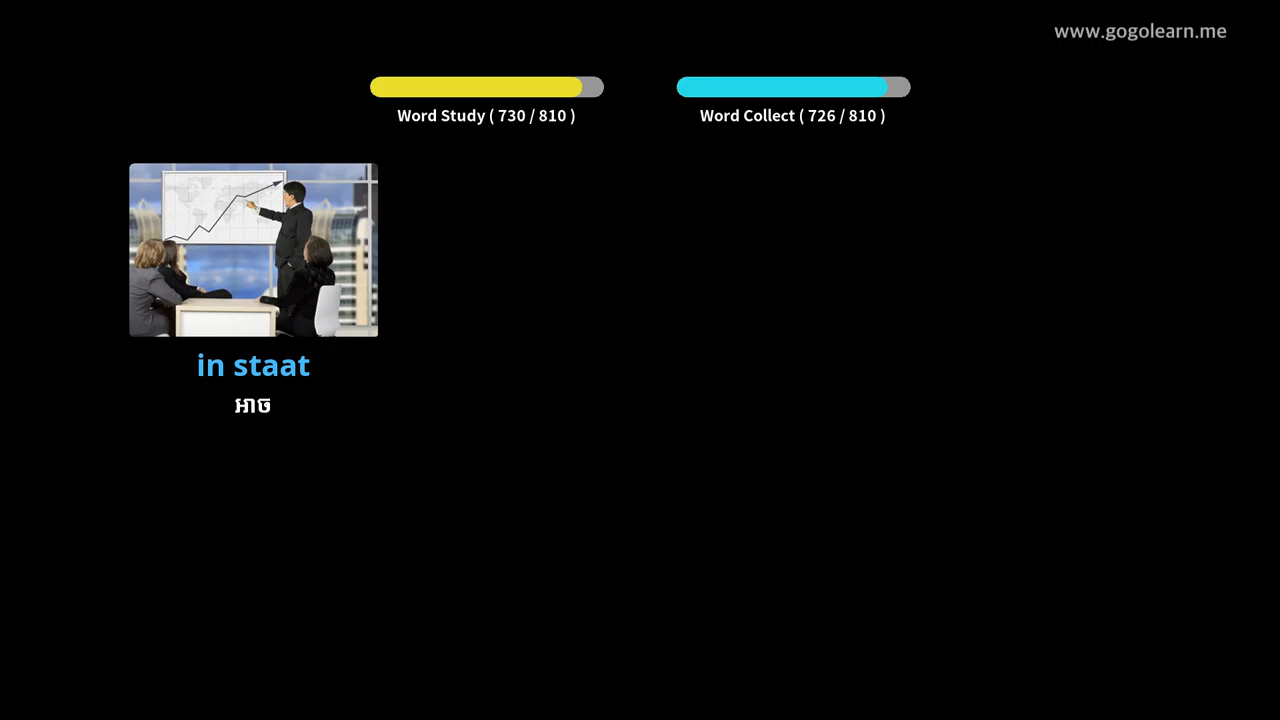 www.gogolearn.me
Word Study ( 730 / 810 )
Word Collect ( 726 / 810 )
in staat
អាច